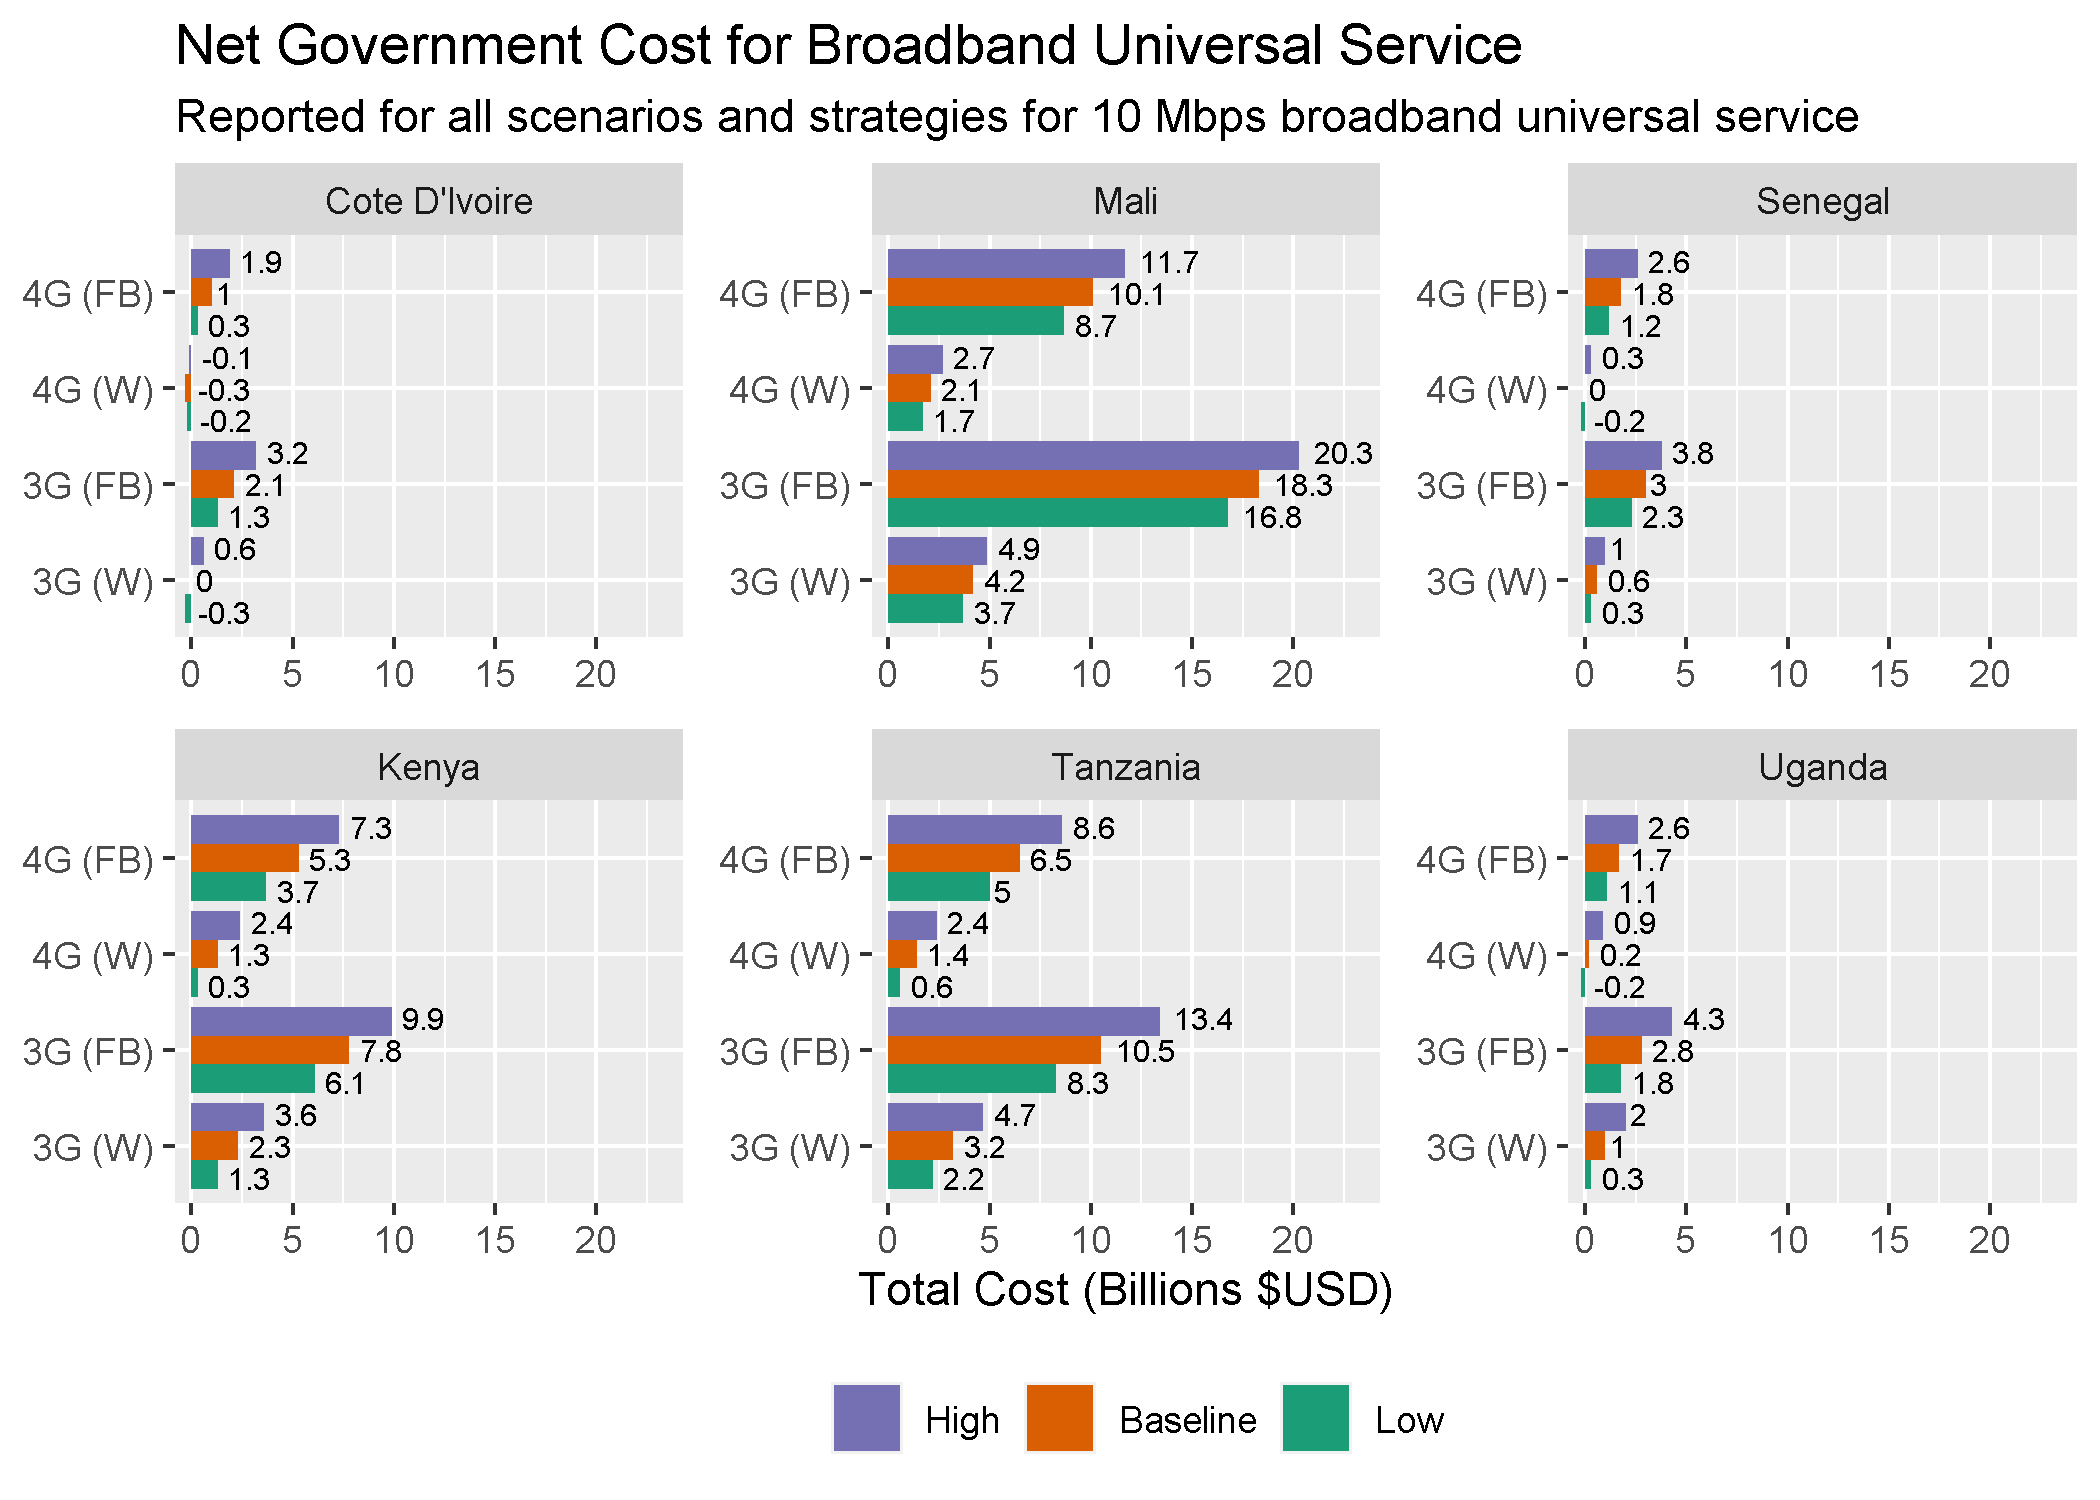 Net Government Cost for Broadband Universal Service
Reported for all scenarios and strategies for 10 Mbps broadband universal service
Cote D'Ivoire
4G (FB)
1.9
1
0.3
4G (W)
-0.1
-0.3
-0.2
3G (FB)
3.2
2.1
1.3
3G (W)
0.6
0
-0.3
0 5 10 15 20
Mali
4G (FB)
11.7
10.1
8.7
4G (W)
2.7
2.1
1.7
3G (FB)
20.3
18.3
16.8
3G (W)
4.9
4.2
3.7
0 5 10 15 20
Senegal
4G (FB)
2.6
1.8
1.2
4G (W)
0.3
0
-0.2
3G (FB)
3.8
3
2.3
3G (W)
1
0.6
0.3
0 5 10 15 20
Kenya
4G (FB)
7.3
5.3
3.7
4G (W)
2.4
1.3
0.3
3G (FB)
9.9
7.8
6.1
3G (W)
3.6
2.3
1.3
0 5 10 15 20
Tanzania
4G (FB)
8.6
6.5
5
4G (W)
2.4
1.4
0.6
3G (FB)
13.4
10.5
8.3
3G (W)
4.7
3.2
2.2
0 5 10 15 20
Uganda
4G (FB)
2.6
1.7
1.1
4G (W)
0.9
0.2
-0.2
3G (FB)
4.3
2.8
1.8
3G (W)
2
1
0.3
0 5 10 15 20
Total Cost (Billions $USD)
High Baseline Low